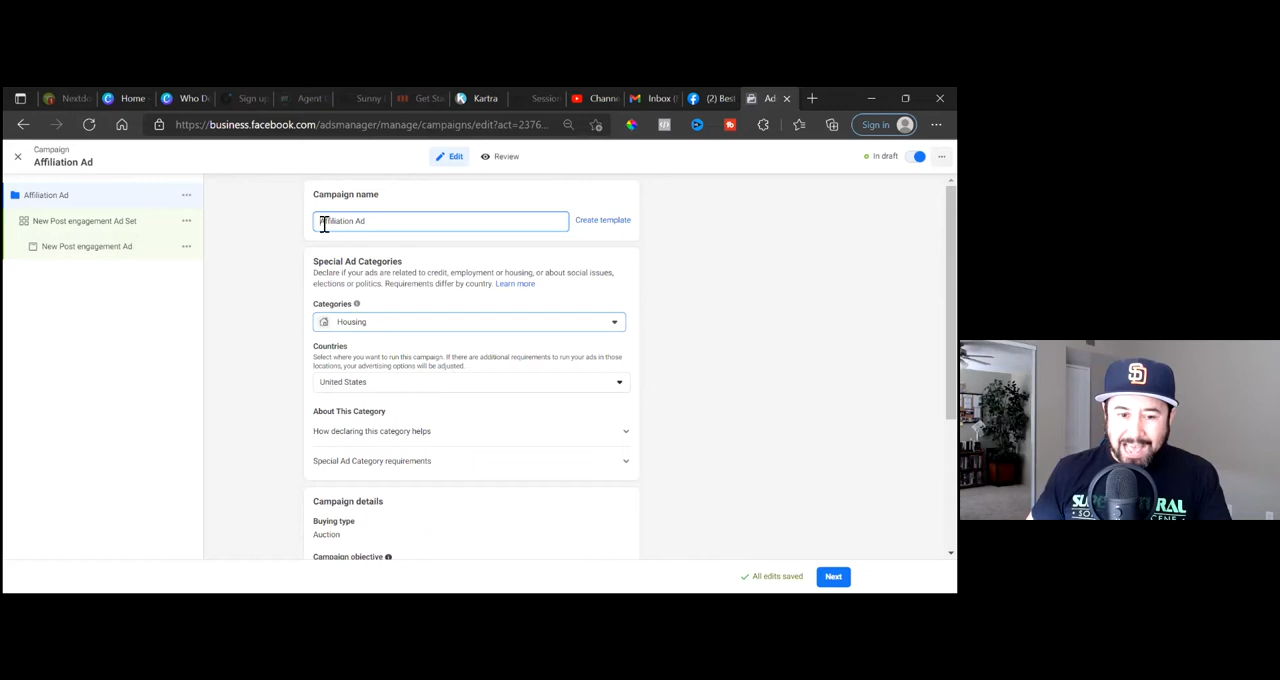 Nextdo
Home
Who D
Sign up
Agent
Sunny
Get Sta
Kartra
Session
Chann
Inbox (
(2) Best
Ad
https://business.facebook.com/adsmanager/manage/campaigns/edit?act=2376...
Sign in
Campaign
Affiliation Ad
Edit
Review
In draft
Affiliation Ad
New Post engagement Ad Set
New Post engagement Ad
Campaign name
Affiliation Ad
Create template
Special Ad Categories
Declare if your ads are related to credit, employment or housing, or about social issues,
elections or politics. Requirements differ by country. Learn more
Categories
Housing
Countries
Select where you want to run this campaign. If there are additional requirements to run your ads in those
locations, your advertising options will be adjusted.
United States
About This Category
How declaring this category helps
Special Ad Category requirements
Campaign details
Buying type
Auction
Campaign objective
All edits saved
Next
SD